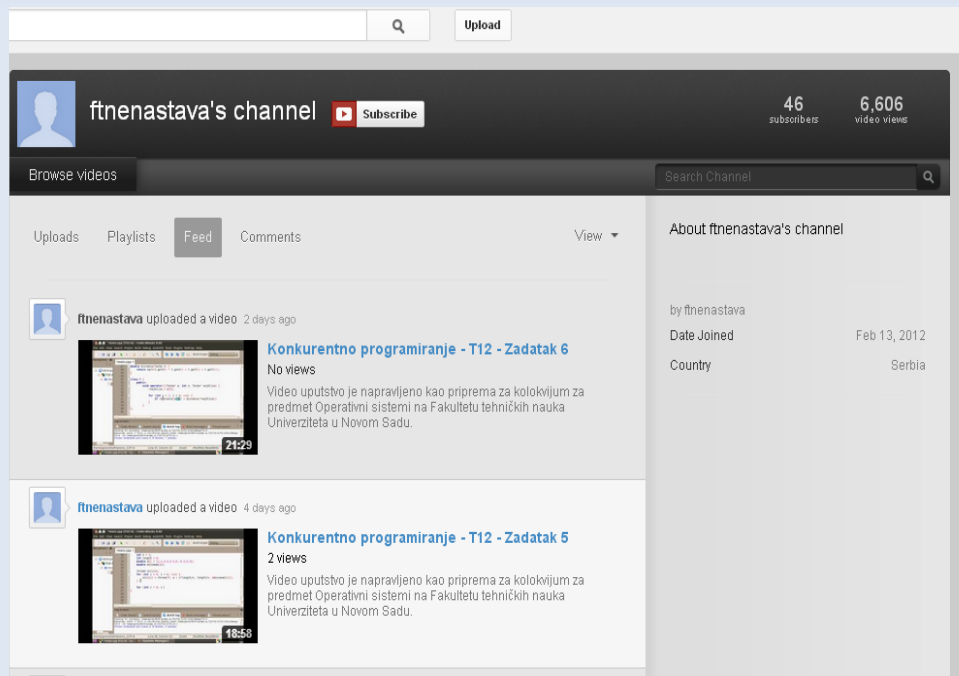 Upload
ftnenastava's channel
Subscribe
46
subscribers
6,606
video views
Browse videos
Search Channel
Uploads
Playlists
Feed
Comments
View
ftnenastava uploaded a video 2 days ago
Konkurentno programiranje - T12 - Zadatak 6
No views
Video uputstvo je napravljeno kao priprema za kolokvijum za
predmet Operativni sistemi na Fakultetu tehničkih nauka
Univerziteta u Novom Sadu.
21:29
ftnenastava uploaded a video 4 days ago
Konkurentno programiranje - T12 - Zadatak 5
2 views
Video uputstvo je napravljeno kao priprema za kolokvijum za
predmet Operativni sistemi na Fakultetu tehničkih nauka
Univerziteta u Novom Sadu.
18:58
About ftnenastava's channel
by ftnenastava
Date Joined Feb 13, 2012
Country Serbia